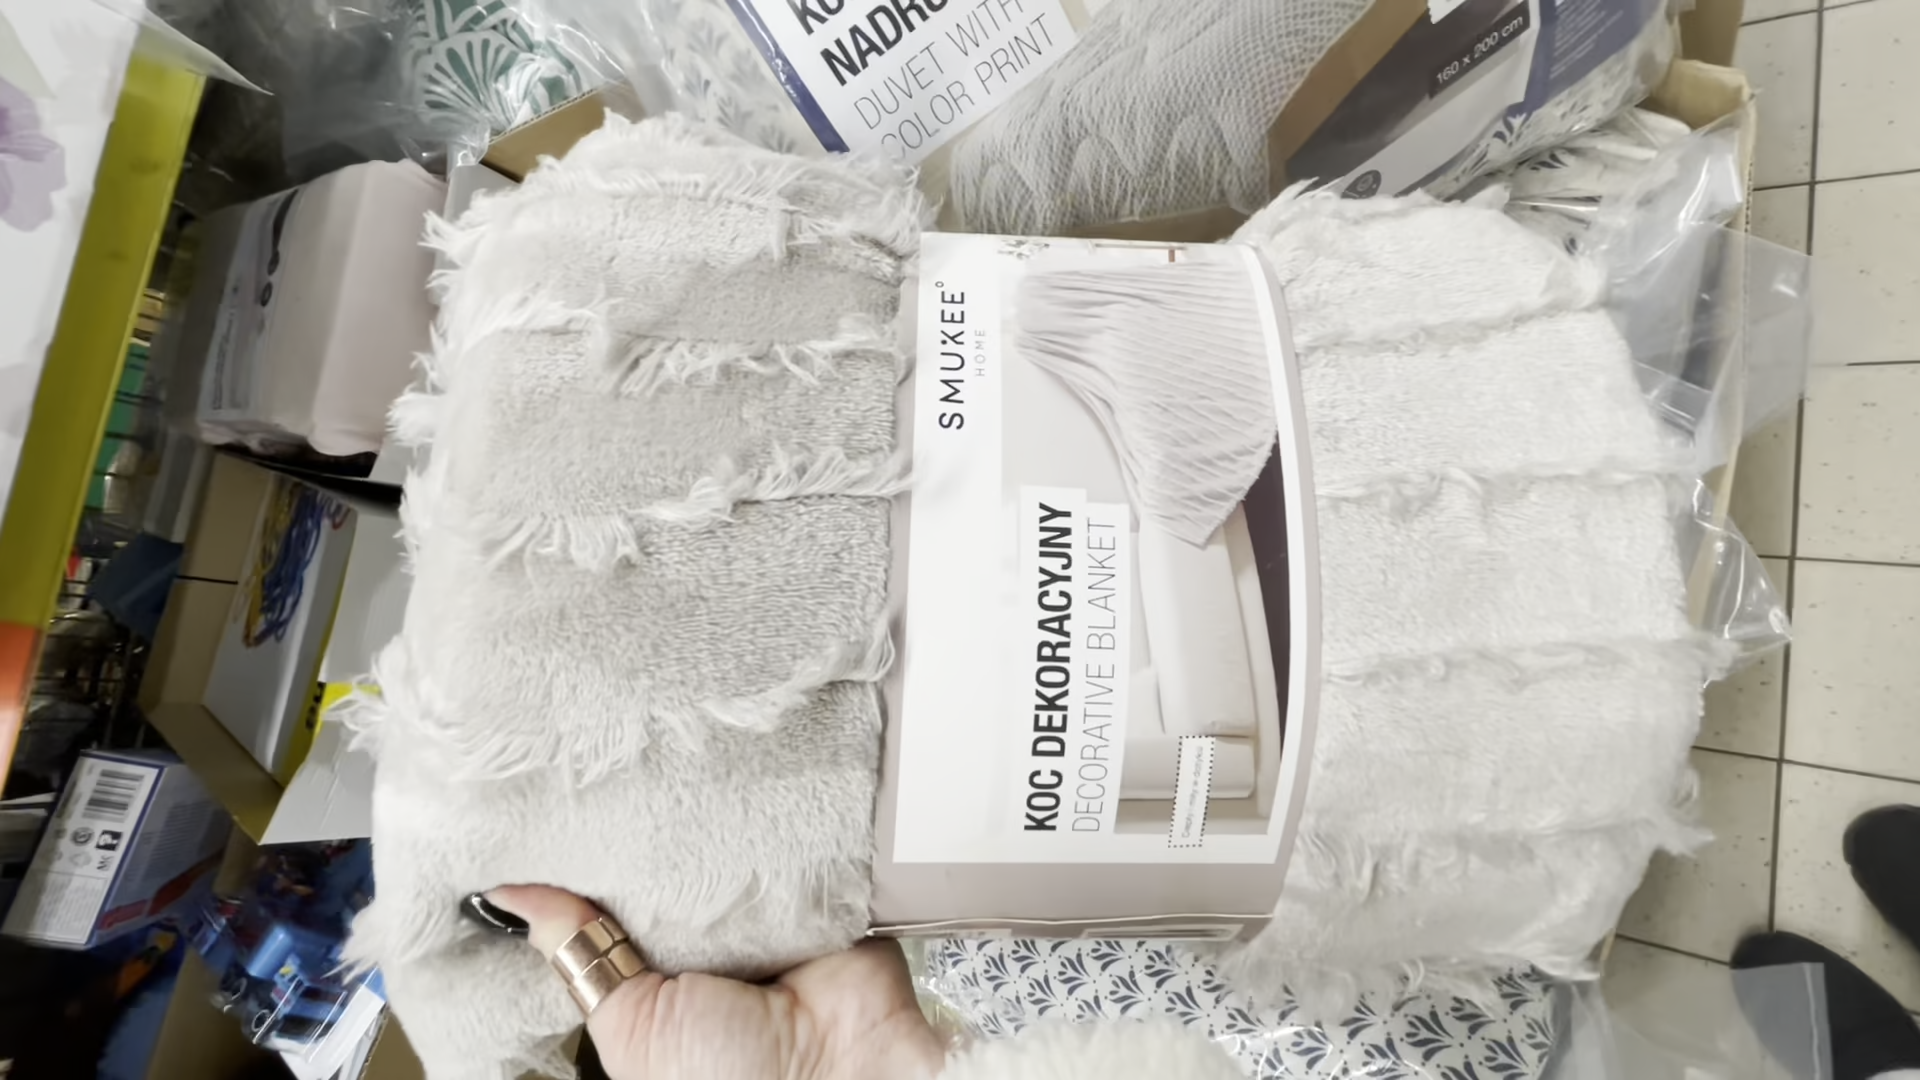 NADRU
DUVET WITH
COLOR PRINT
160 x 200 cm
SMUKEE
HOME
KOC DEKORACYJNY
DECORATIVE BLANKET